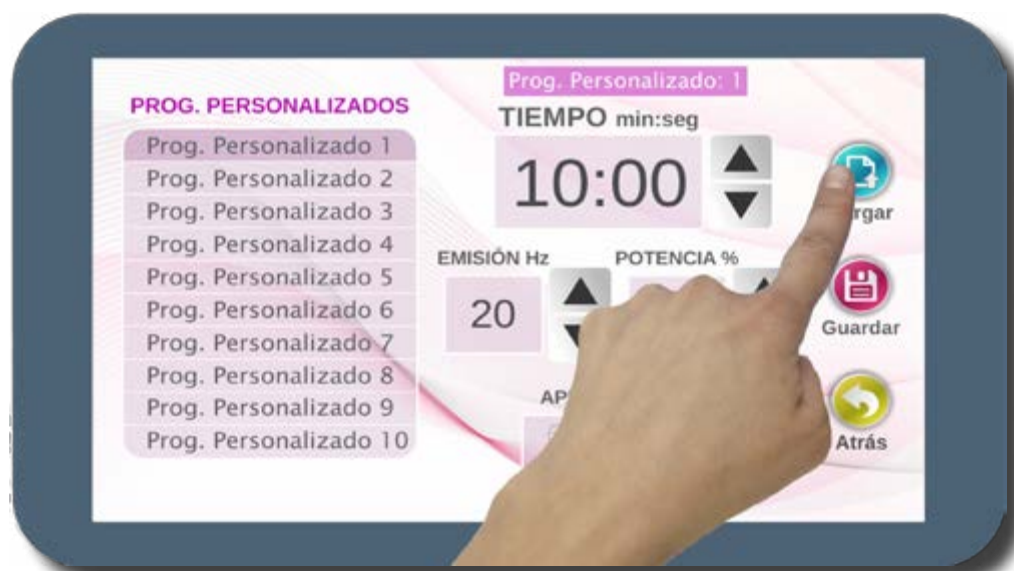 PROG. PERSONALIZADOS
Prog. Personalizado 1
Prog. Personalizado 2
Prog. Personalizado 3
Prog. Personalizado 4
Prog. Personalizado 5
Prog. Personalizado 6
Prog. Personalizado 7
Prog. Personalizado 8
Prog. Personalizado 9
Prog. Personalizado 10
Prog. Personalizado: 1
TIEMPO min:seg
10:00
EMISIÓN Hz
20
POTENCIA %
Guardar
Atrás